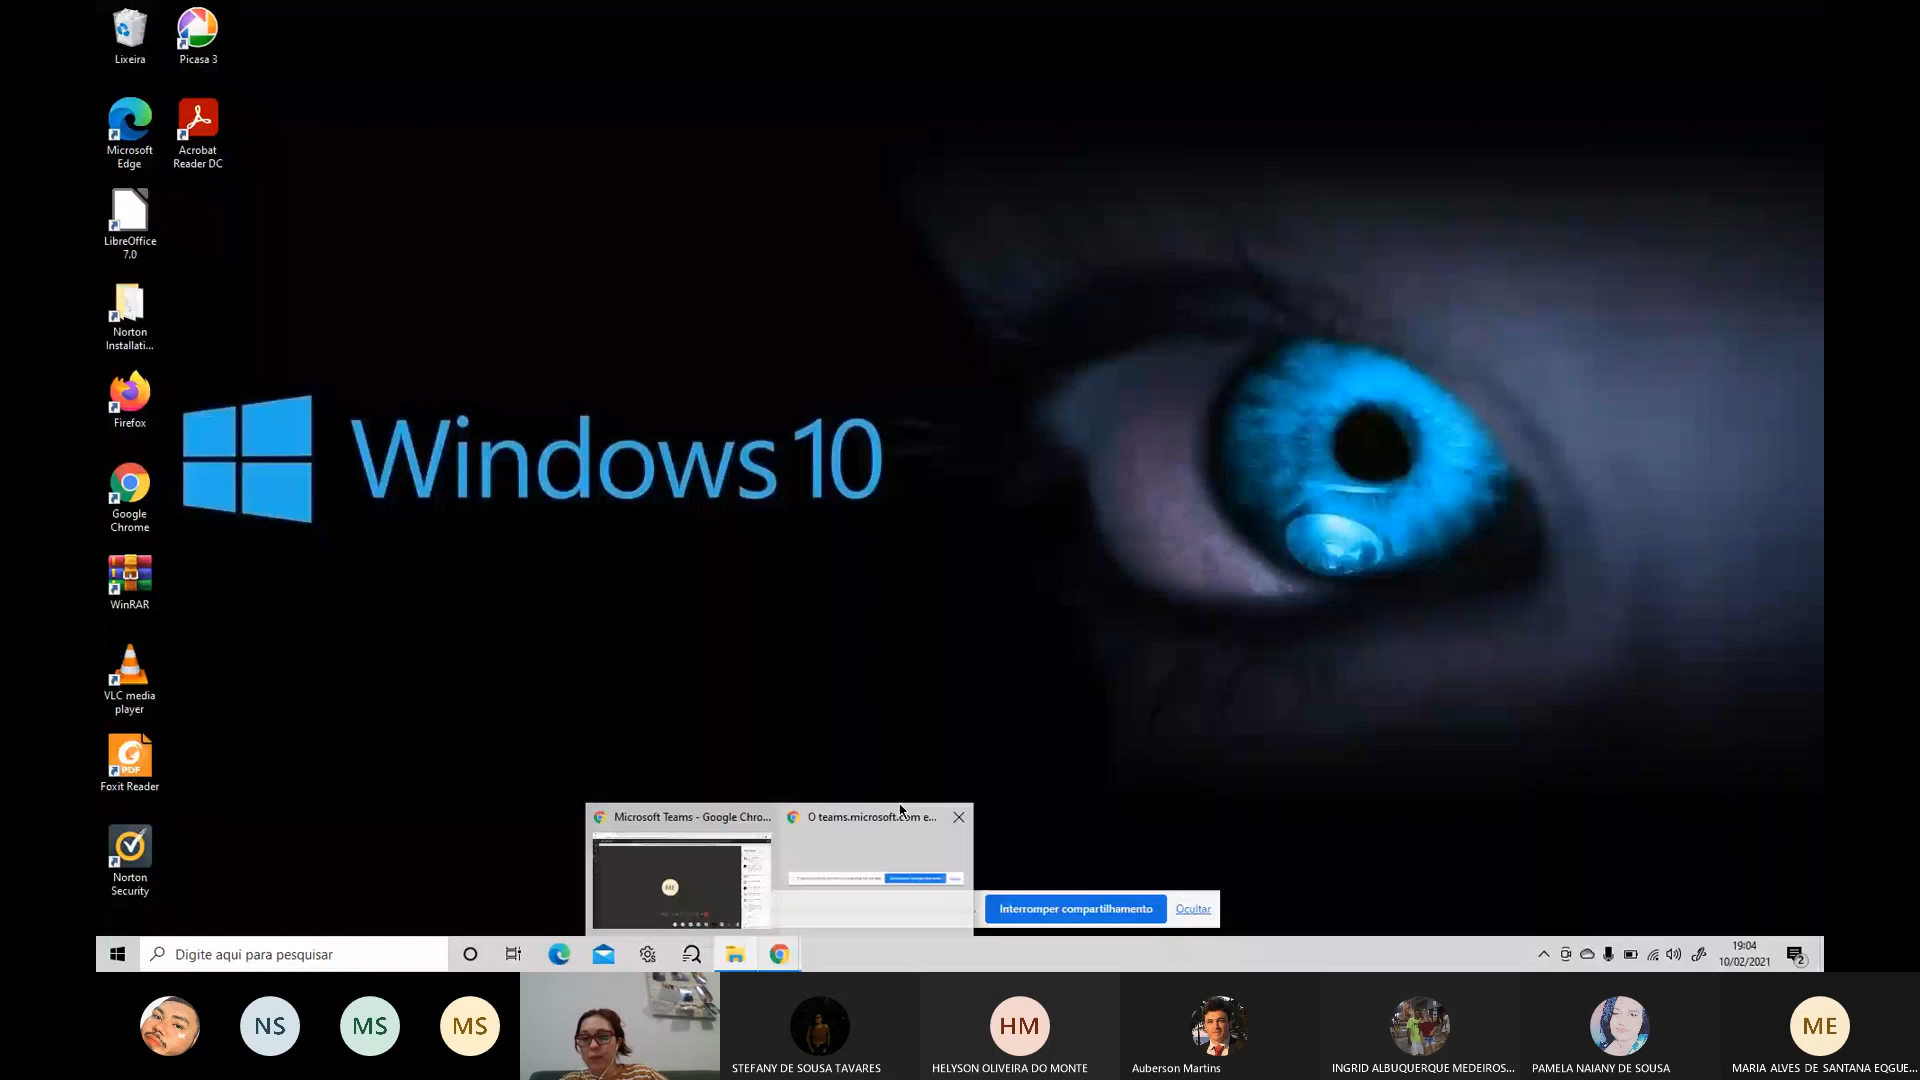 Lixeira
Picasa 3
Microsoft
Edge
Acrobat
Reader DC
LibreOffice
7.0
Norton
Installati...
Firefox
Google
Chrome
WinRAR
VLC media
player
PDF
Foxit Reader
Norton
Security
Windows 10
Microsoft Teams - Google Chro...
O teams.microsoft.com e...
ME
Interromper compartilhamento
Ocultar
Digite aqui para pesquisar
19:04
10/02/2021
2
NS
MS
MS
HM
ME
STEFANY DE SOUSA TAVARES
HELYSON OLIVEIRA DO MONTE
Auberson Martins
INGRID ALBUQUERQUE MEDEIROS...
PAMELA NAIANY DE SOUSA
MARIA ALVES DE SANTANA EQGUE...